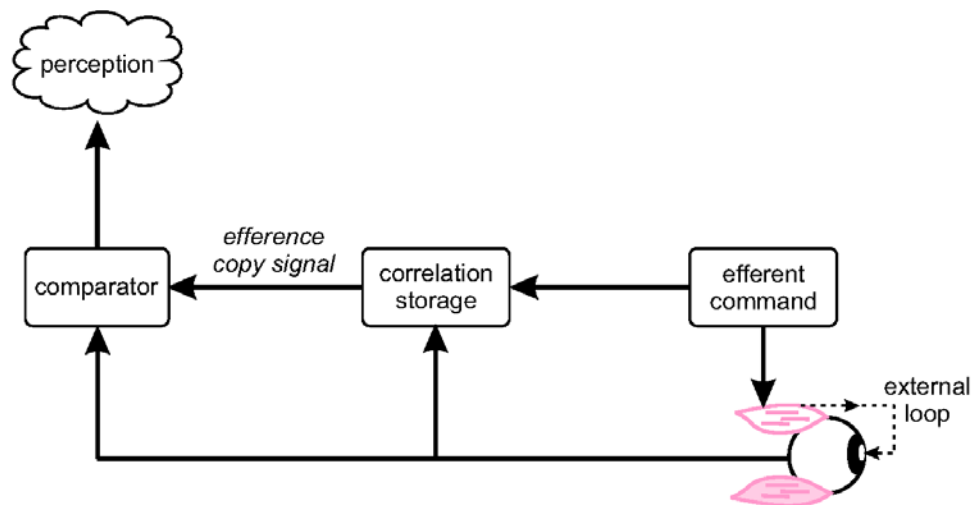 perception
efference
copy signal
comparator
correlation
storage
efferent
command
external
loop